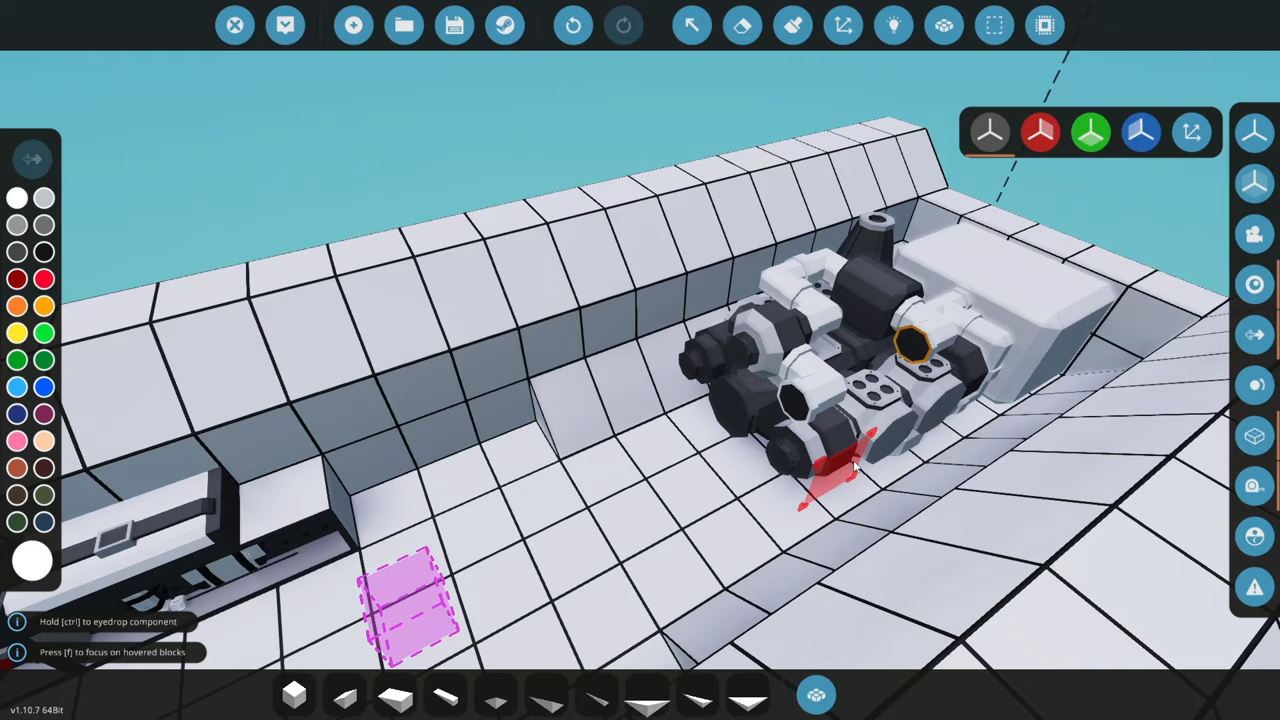 Hold [ctrl] to eyedrop component
Press [f] to focus on hovered blocks
v1.10.7 64Bit